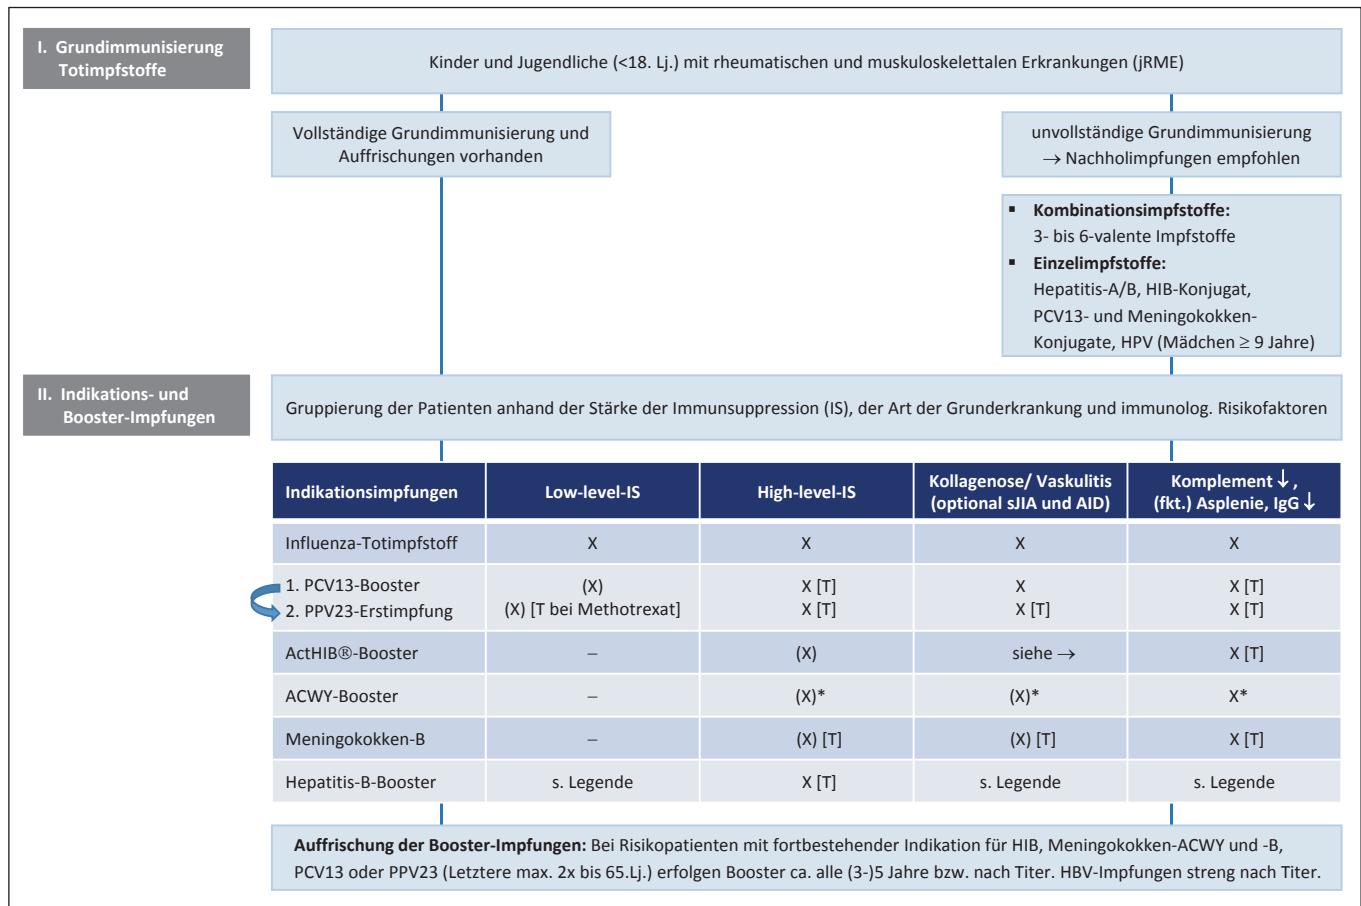 I. Grundimmunisierung
Totimpfstoffe
Kinder und Jugendliche (<18. Lj.) mit rheumatischen und muskuloskelettalen Erkrankungen (jRME)
Vollständige Grundimmunisierung und
Auffrischungen vorhanden
unvollständige Grundimmunisierung
→ Nachholimpfungen empfohlen
▪ Kombinationsimpfstoffe:
3- bis 6-valente Impfstoffe
▪ Einzelimpfstoffe:
Hepatitis-A/B, HIB-Konjugat,
PCV13- und Meningokokken-
Konjugate, HPV (Mädchen ≥ 9 Jahre)
II. Indikations- und
Booster-Impfungen
Gruppierung der Patienten anhand der Stärke der Immunsuppression (IS), der Art der Grunderkrankung und immunolog. Risikofaktoren
Indikationsimpfungen Low-level-IS High-level-IS Kollagenose/ Vaskulitis (optional sJIA und AID) Komplement ↓, (fkt.) Asplenie, IgG ↓
Influenza-Totimpfstoff X X X X
1. PCV13-Booster (X) X [T] X X [T]
2. PPV23-Erstimpfung (X) [T bei Methotrexat] X [T] X [T] X [T]
ActHIB®-Booster – (X) siehe → X [T]
ACWY-Booster – (X)* (X)* X*
Meningokokken-B – (X) [T] (X) [T] X [T]
Hepatitis-B-Booster s. Legende X [T] s. Legende s. Legende
Auffrischung der Booster-Impfungen: Bei Risikopatienten mit fortbestehender Indikation für HIB, Meningokokken-ACWY und -B,
PCV13 oder PPV23 (Letztere max. 2x bis 65.Lj.) erfolgen Booster ca. alle (3-)5 Jahre bzw. nach Titer. HBV-Impfungen streng nach Titer.